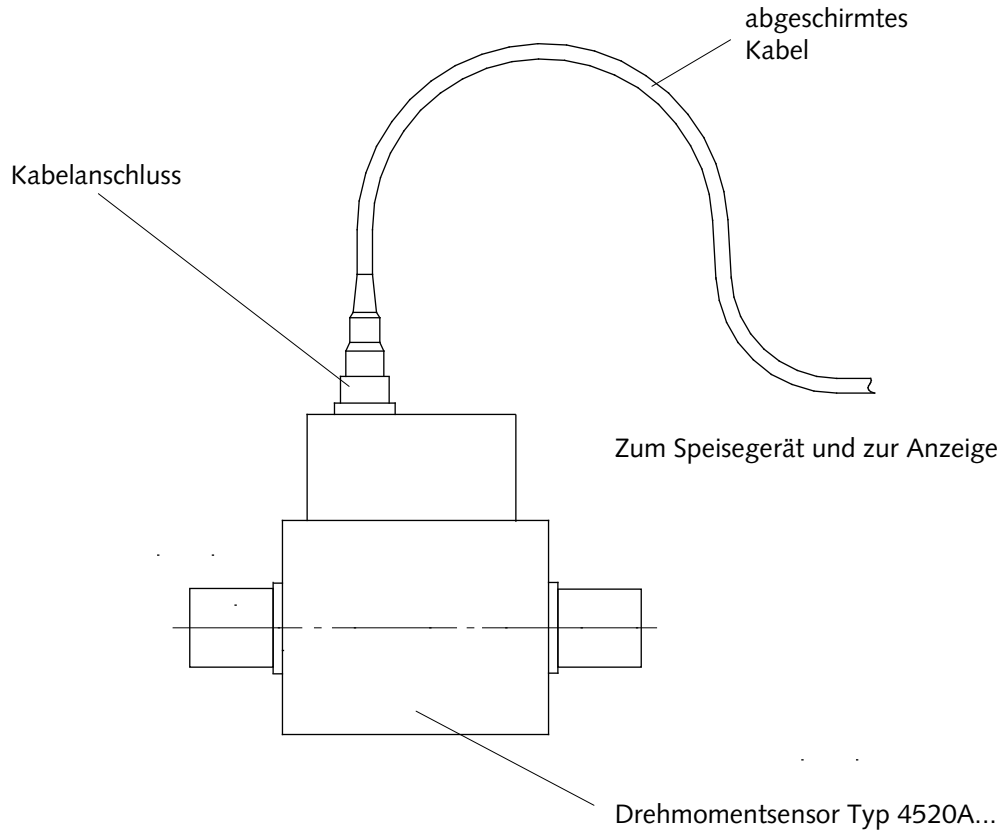 abgeschirmtes
Kabel
Kabelanschluss
Zum Speisegerät und zur Anzeige
Drehmomentsensor Typ 4520A...